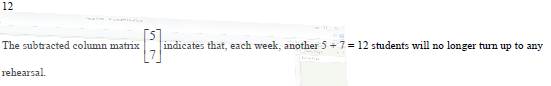 12
The subtracted column matrix [5 7] indicates that, each week, another 5 + 7 = 12 students will no longer turn up to any
rehearsal.